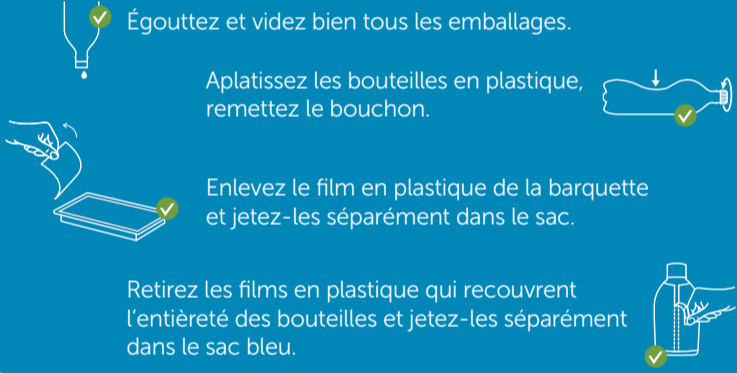 Égouttez et videz bien tous les emballages.
Aplatissez les bouteilles en plastique,
remettez le bouchon.
Enlevez le film en plastique de la barquette
et jetez-les séparément dans le sac.
Retirez les films en plastique qui recouvrent
l’entièreté des bouteilles et jetez-les séparément
dans le sac bleu.